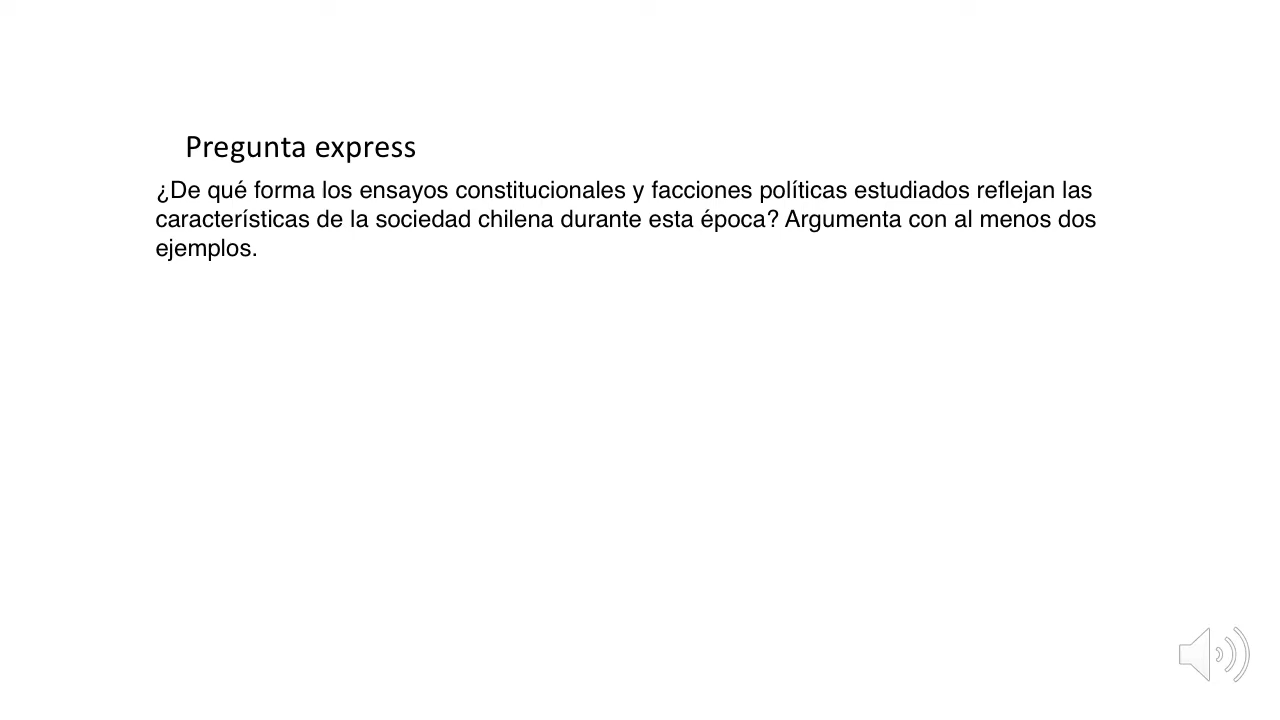 Pregunta express
¿De qué forma los ensayos constitucionales y facciones políticas estudiados reflejan las
características de la sociedad chilena durante esta época? Argumenta con al menos dos
ejemplos.